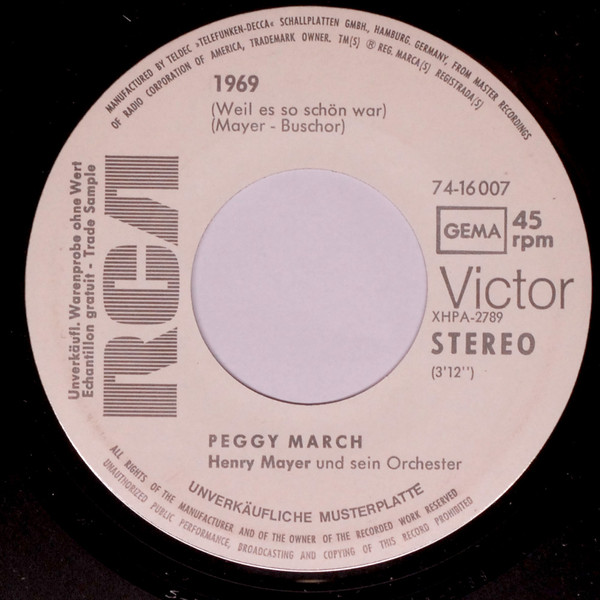 MANUFACTURED BY TELDEC »TELEFUNKEN-DECCA« SCHALLPLATTEN GMBH., HAMBURG, GERMANY, FROM MASTER RECORDINGS
OF RADIO CORPORATION OF AMERICA, TRADEMARK OWNER. TM[S] ® REG. MARCA[S] REGISTRADA[S]
1969
(Weil es so schön war)
(Mayer - Buschor)
Unverkäufl. Warenprobe ohne Wert
Echantillon gratuit - Trade Sample
RCA
74-16 007
GEMA
45
rpm
Victor
XHPA-2789
STEREO
(3'12'')
PEGGY MARCH
Henry Mayer und sein Orchester
UNVERKÄUFLICHE MUSTERPLATTE
ALL RIGHTS OF THE MANUFACTURER AND OF THE OWNER OF THE RECORDED WORK RESERVED
UNAUTHORIZED PUBLIC PERFORMANCE, BROADCASTING AND COPYING OF THIS RECORD PROHIBITED